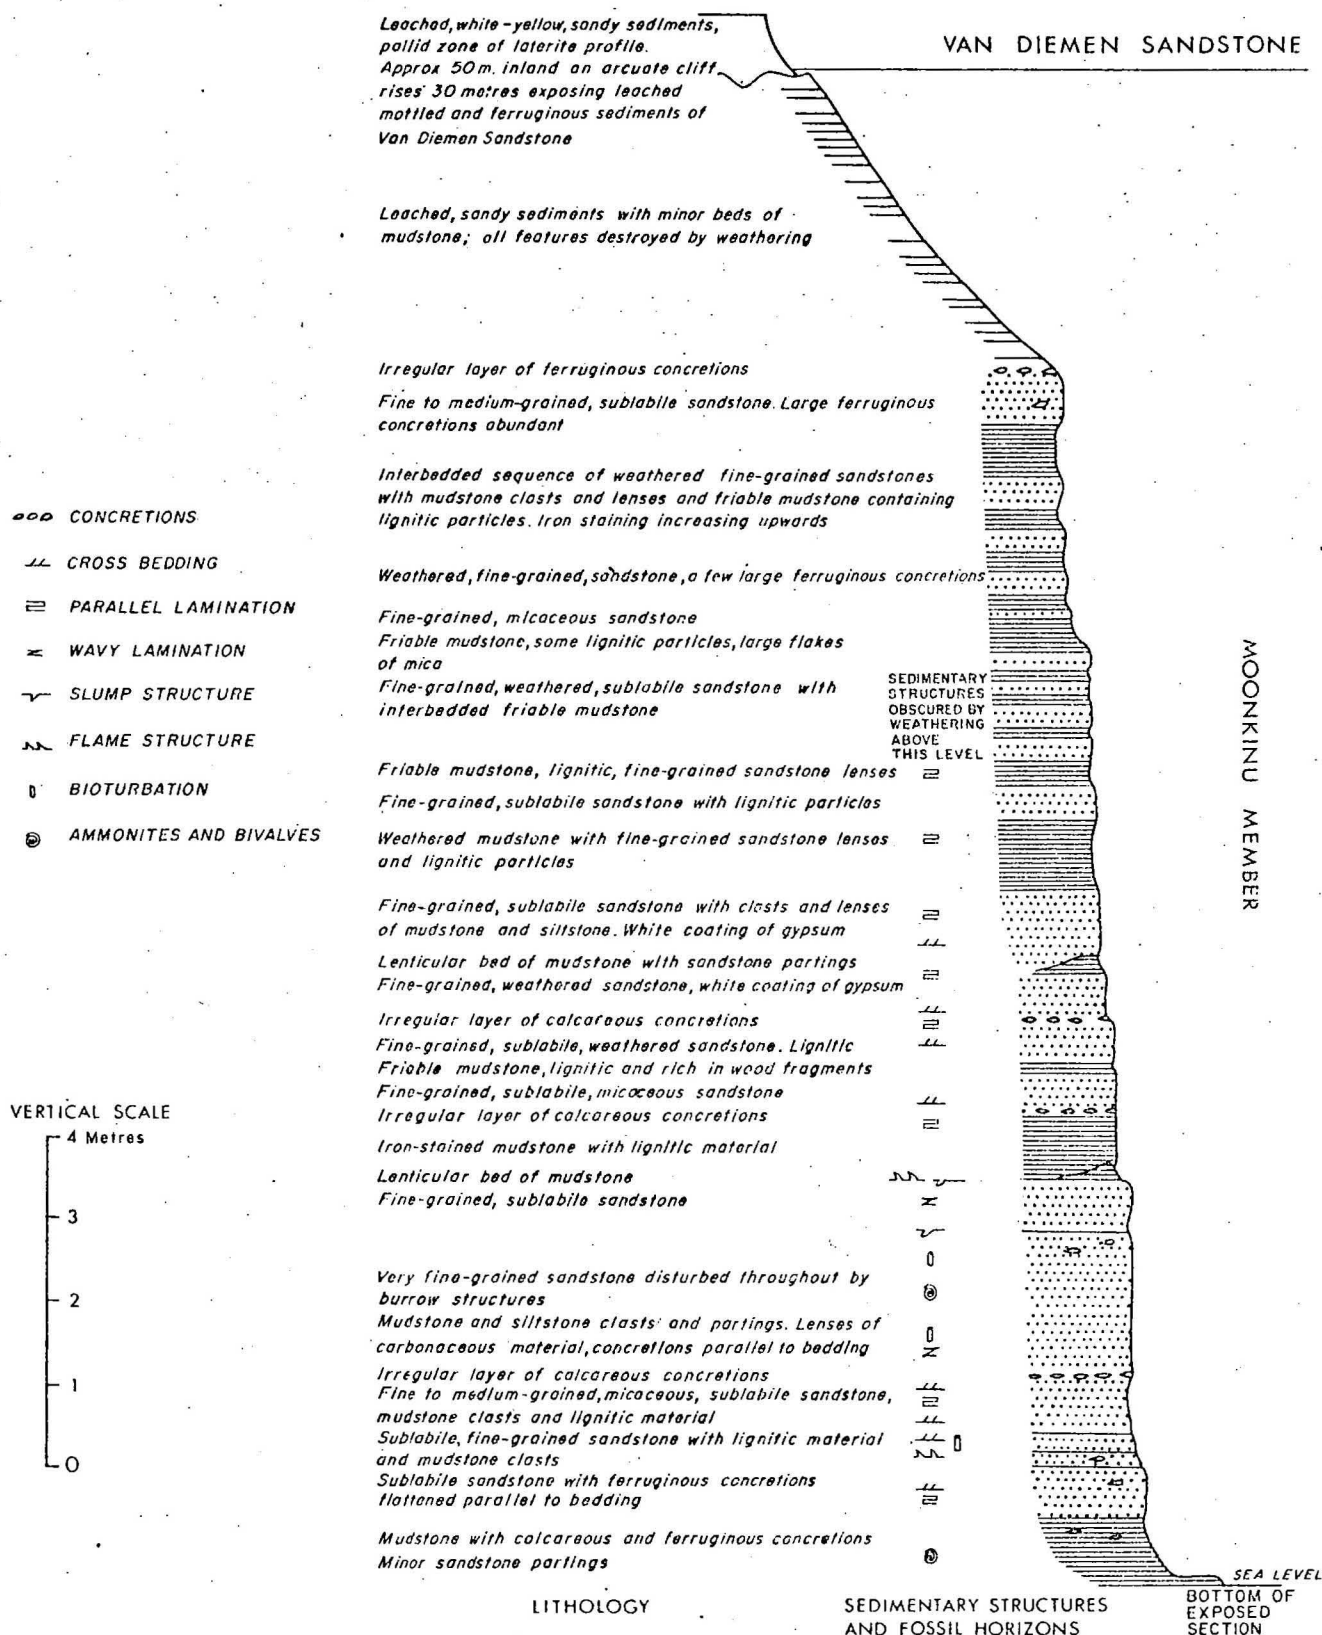 Leached, white-yellow, sandy sediments,
pallid zone of laterite profile.
Approx 50m. inland an arcuate cliff
rises 30 metres exposing leached
mottled and ferruginous sediments of
Van Diemen Sandstone
VAN DIEMEN SANDSTONE
Leached, sandy sediments with minor beds of
mudstone; all features destroyed by weathering
Irregular layer of ferruginous concretions
Fine to medium-grained, sublabile sandstone. Large ferruginous
concretions abundant
Interbedded sequence of weathered fine-grained sandstones
with mudstone clasts and lenses and friable mudstone containing
lignitic particles. Iron staining increasing upwards
Weathered, fine-grained, sandstone, a few large ferruginous concretions
Fine-grained, micaceous sandstone
Friable mudstone, some lignitic particles, large flakes
of mica
Fine-grained, weathered, sublabile sandstone with
interbedded friable mudstone
SEDIMENTARY
STRUCTURES
OBSCURED BY
WEATHERING
ABOVE
THIS LEVEL
Friable mudstone, lignitic, fine-grained sandstone lenses
Fine-grained, sublabile sandstone with lignitic particles
Weathered mudstone with fine-grained sandstone lenses
and lignitic particles
Fine-grained, sublabile sandstone with clasts and lenses
of mudstone and siltstone. White coating of gypsum
Lenticular bed of mudstone with sandstone partings
Fine-grained, weathered sandstone, white coating of gypsum
Irregular layer of calcareous concretions
Fine-grained, sublabile, weathered sandstone. Lignitic
Friable mudstone, lignitic and rich in wood fragments
Fine-grained, sublabile, micaceous sandstone
Irregular layer of calcareous concretions
Iron-stained mudstone with lignitic material
Lenticular bed of mudstone
Fine-grained, sublabile sandstone
Very fine-grained sandstone disturbed throughout by
burrow structures
Mudstone and siltstone clasts and partings. Lenses of
carbonaceous material, concretions parallel to bedding
Irregular layer of calcareous concretions
Fine to medium-grained, micaceous, sublabile sandstone,
mudstone clasts and lignitic material
Sublabile, fine-grained sandstone with lignitic material
and mudstone clasts
Sublabile sandstone with ferruginous concretions
flattened parallel to bedding
Mudstone with calcareous and ferruginous concretions
Minor sandstone partings
CONCRETIONS
CROSS BEDDING
PARALLEL LAMINATION
WAVY LAMINATION
SLUMP STRUCTURE
FLAME STRUCTURE
BIOTURBATION
AMMONITES AND BIVALVES
VERTICAL SCALE
4 Metres
3
2
1
0
MOONKINU MEMBER
SEA LEVEL
BOTTOM OF
EXPOSED
SECTION
LITHOLOGY
SEDIMENTARY STRUCTURES
AND FOSSIL HORIZONS